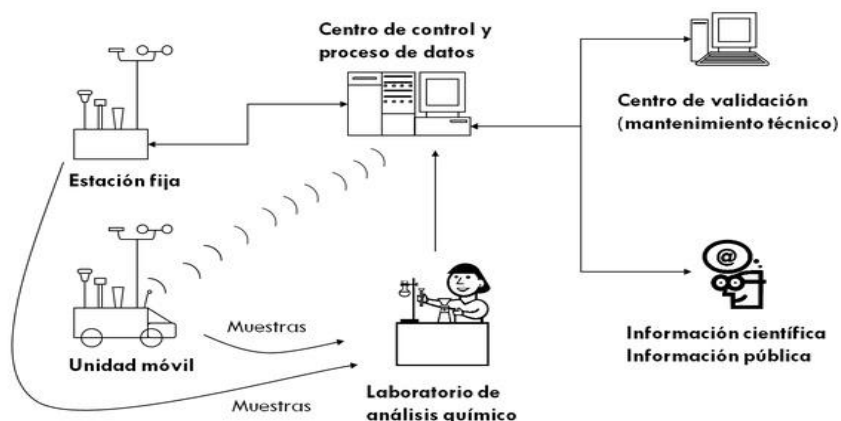 Centro de control y
proceso de datos
Centro de validación
(mantenimiento técnico)
Estación fija
@
Muestras
Unidad móvil
Información científica
Información pública
Laboratorio de
análisis químico
Muestras